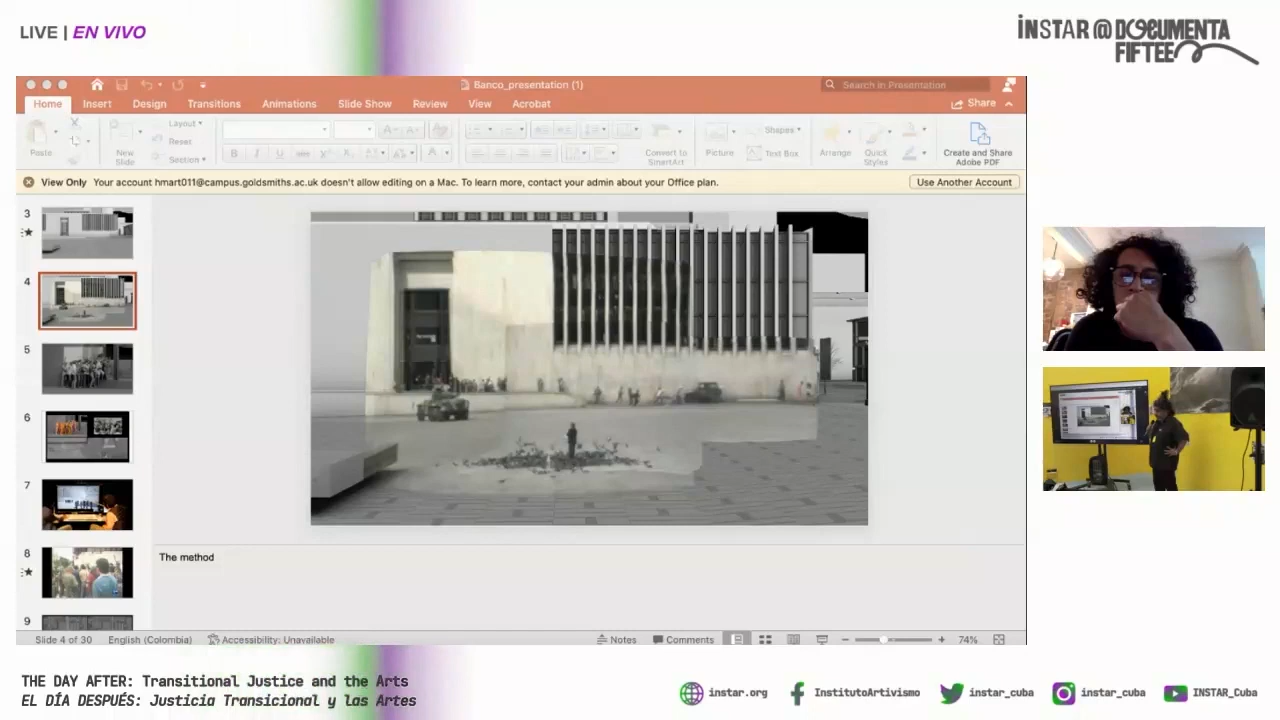 LIVE | EN VIVO
INSTAR @ DOCUMENTA FIFTEEN
Banco_presentation (1)
Search in Presentation
Home Insert Design Transitions Animations Slide Show Review View Acrobat
Share
Paste
New Slide
Layout
Reset
Section
B I U
Convert to SmartArt
Picture
Shapes
Text Box
Arrange
Quick Styles
Create and Share Adobe PDF
View Only Your account hmart011@campus.goldsmiths.ac.uk doesn't allow editing on a Mac. To learn more, contact your admin about your Office plan.
Use Another Account
3
4
5
6
7
8
9
The method
Slide 4 of 30 English (Colombia) Accessibility: Unavailable
Notes Comments 74%
THE DAY AFTER: Transitional Justice and the Arts
EL DÍA DESPUÉS: Justicia Transicional y las Artes
instar.org InstitutoArtivismo instar_cuba instar_cuba INSTAR_Cuba